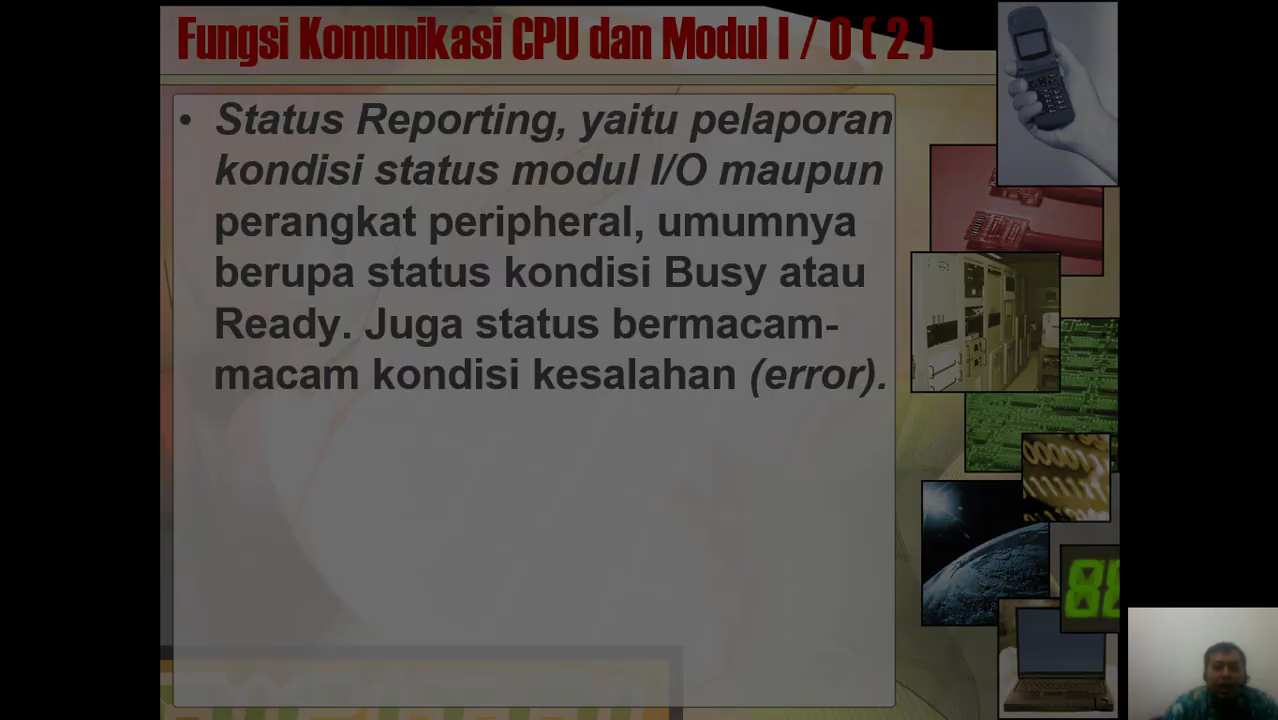 Fungsi Komunikasi CPU dan Modul I / O ( 2 )
• Status Reporting, yaitu pelaporan
kondisi status modul I/O maupun
perangkat peripheral, umumnya
berupa status kondisi Busy atau
Ready. Juga status bermacam-
macam kondisi kesalahan (error).